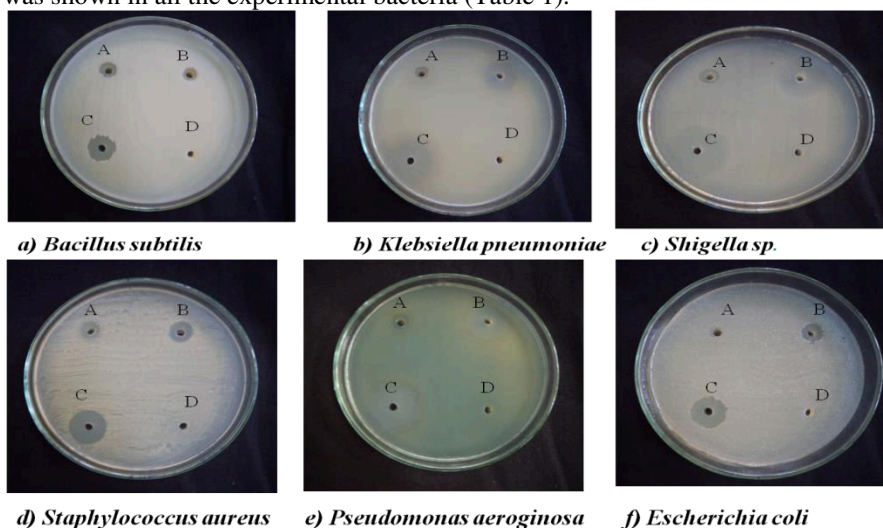 was shown in all the experimental bacteria (Table 1).
A B
C D
A B
C D
A B
C D
a) Bacillus subtilis b) Klebsiella pneumoniae c) Shigella sp.
A B
C D
A B
C D
A B
C D
d) Staphylococcus aureus e) Pseudomonas aeroginosa f) Escherichia coli